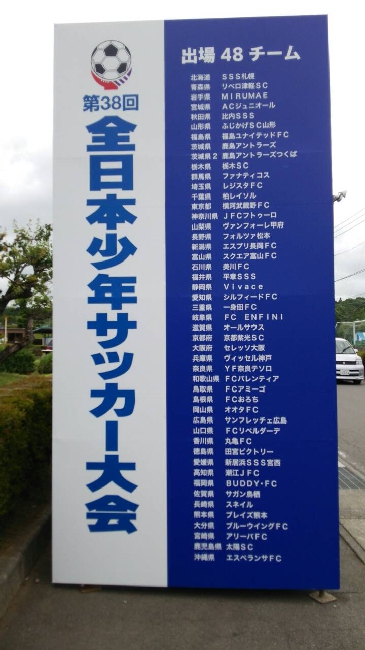 第38回
全日本少年サッカー大会
出場48チーム
北海道 SSS札幌
青森県 リベロ津軽SC
岩手県 MIRUMAE
宮城県 ACジュニオール
秋田県 比内SSS
山形県 ふじかげSC山形
福島県 福島ユナイテッドFC
茨城県 鹿島アントラーズ
茨城県2 鹿島アントラーズつくば
栃木県 栃木SC
群馬県 ファナティコス
埼玉県 レジスタFC
千葉県 柏レイソル
東京都 横河武蔵野FC
神奈川県 JFCトゥーロ
山梨県 ヴァンフォーレ甲府
長野県 フォルツァ松本
新潟県 エスプリ長岡FC
富山県 スクエア富山FC
石川県 美川FC
福井県 平章SSS
静岡県 Vivace
愛知県 シルフィードFC
三重県 一身田FC
岐阜県 FC ENFINI
滋賀県 オールサウス
京都府 京都紫光SC
大阪府 セレッソ大阪
兵庫県 ヴィッセル神戸
奈良県 YF奈良テソロ
和歌山県 FCバレンティア
鳥取県 FCアミーゴ
島根県 FCおろち
岡山県 オオタFC
広島県 サンフレッチェ広島
山口県 FCリベルダーデ
香川県 丸亀FC
徳島県 田宮ビクトリー
愛媛県 新居浜SSS宮西
高知県 潮江JFC
福岡県 BUDDY・FC
佐賀県 サガン鳥栖
長崎県 スネイル
熊本県 ブレイズ熊本
大分県 ブルーウイングFC
宮崎県 アリーバFC
鹿児島県 太陽SC
沖縄県 エスペランサFC